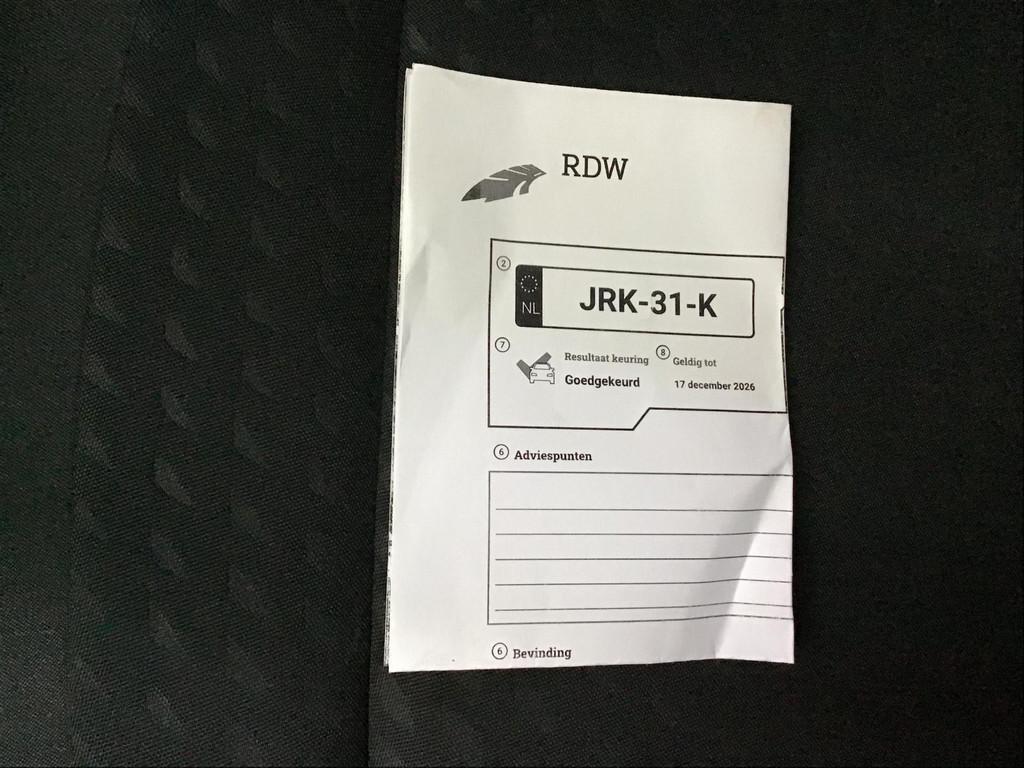 RDW
2
NL
JRK-31-K
7
Resultaat keuring
8
Geldig tot
Goedgekeurd
17 december 2026
6 Adviespunten
6 Bevinding